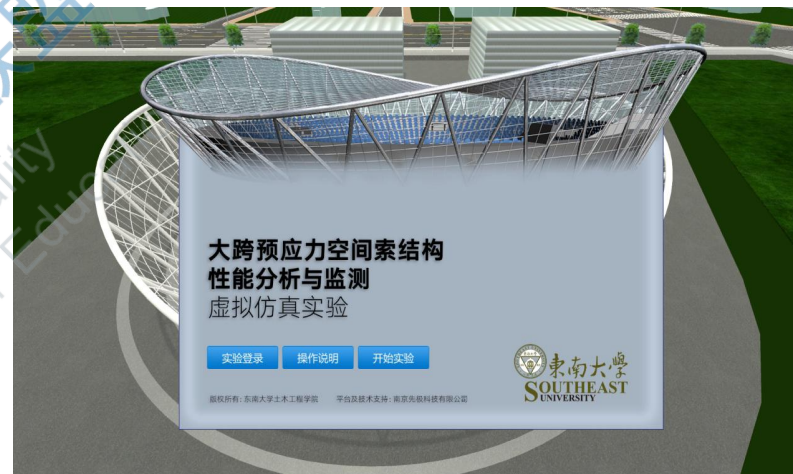 大跨预应力空间索结构
性能分析与监测
虚拟仿真实验
实验登录
操作说明
开始实验
東南大學
SOUTHEAST
UNIVERSITY
版权所有：东南大学土木工程学院
平台及技术支持：南京先极科技有限公司